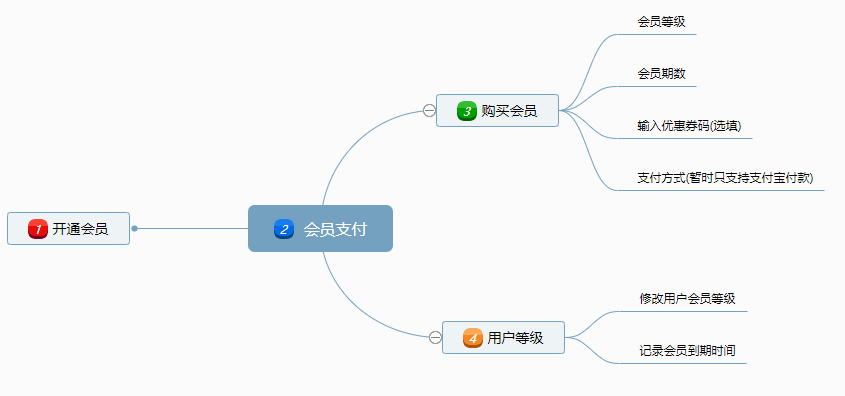 1 开通会员
2 会员支付
3 购买会员
会员等级
会员期数
输入优惠券码(选填)
支付方式(暂时只支持支付宝付款)
4 用户等级
修改用户会员等级
记录会员到期时间